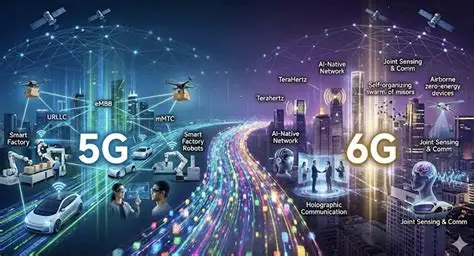 eMBB
URLLC
mMTC
Smart
Factory
5G
Smart
Factory
Robots
AI-Native
Network
TeraHertz
Joint Sensing
& Comm
Terahertz
Self-organizing
swarm of
Airborne
zero-energy
devices
AI-Native
Network
6G
Joint Sensing
& Comm
Holographic
Communication
Joint Sensing & Comm